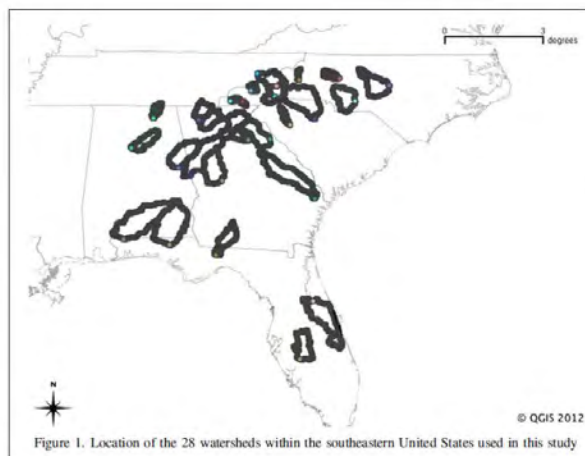 0 3
degrees
N
© QGIS 2012
Figure 1. Location of the 28 watersheds within the southeastern United States used in this study